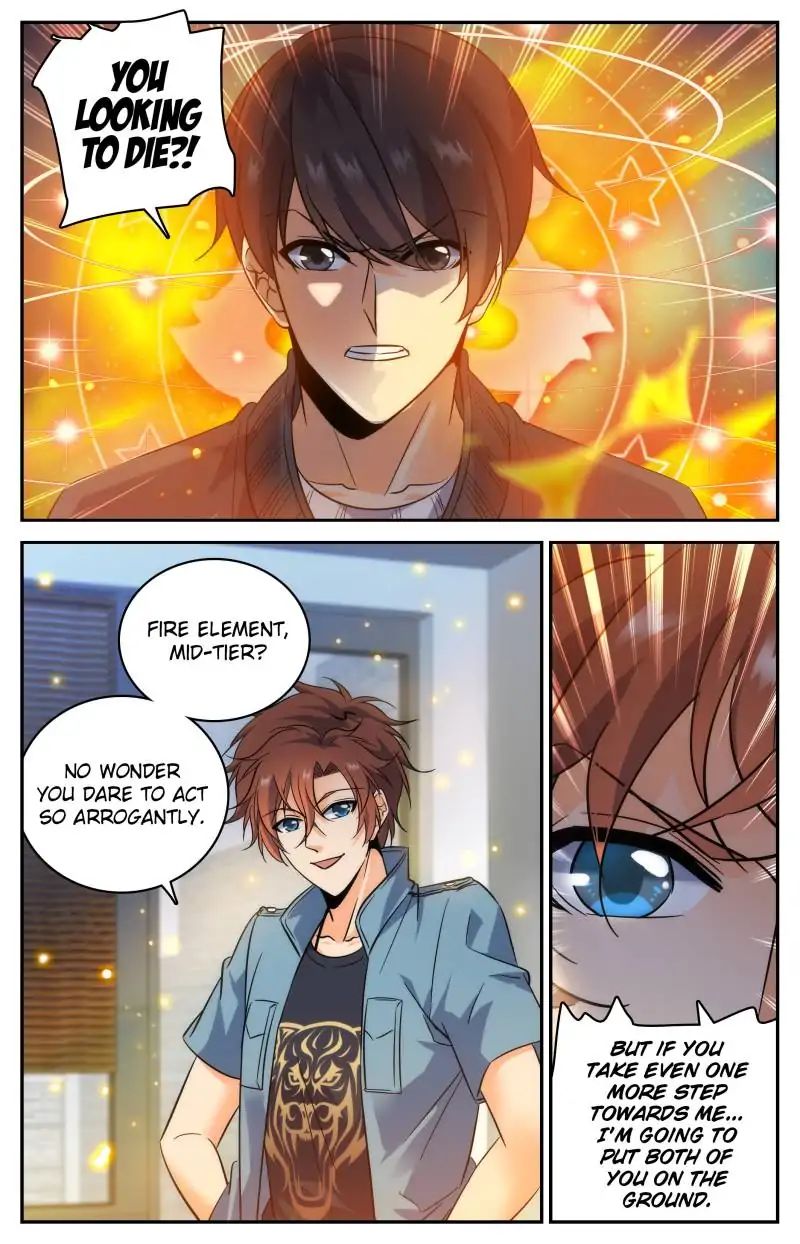 YOU
LOOKING
TO DIE?!
FIRE ELEMENT,
MID-TIER?
NO WONDER
YOU DARE TO ACT
SO ARROGANTLY.
BUT IF YOU
TAKE EVEN ONE
MORE STEP
TOWARDS ME...
I'M GOING TO
PUT BOTH OF
YOU ON THE
GROUND.